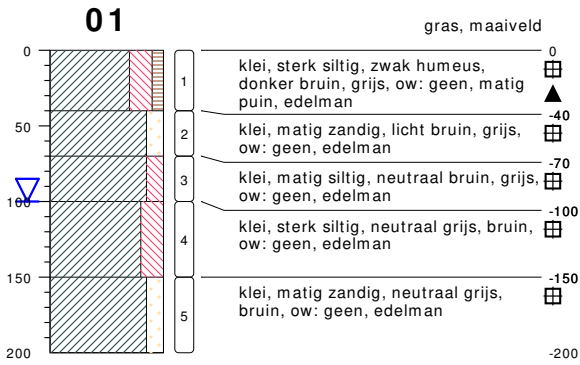 01
gras, maaiveld
0
0
klei, sterk siltig, zwak humeus,
donker bruin, grijs, ow: geen, matig
puin, edelman
1
-40
50
klei, matig zandig, licht bruin, grijs,
ow: geen, edelman
2
-70
klei, matig siltig, neutraal bruin, grijs,
ow: geen, edelman
3
100
-100
klei, sterk siltig, neutraal grijs, bruin,
ow: geen, edelman
4
150
-150
klei, matig zandig, neutraal grijs,
bruin, ow: geen, edelman
5
200
-200